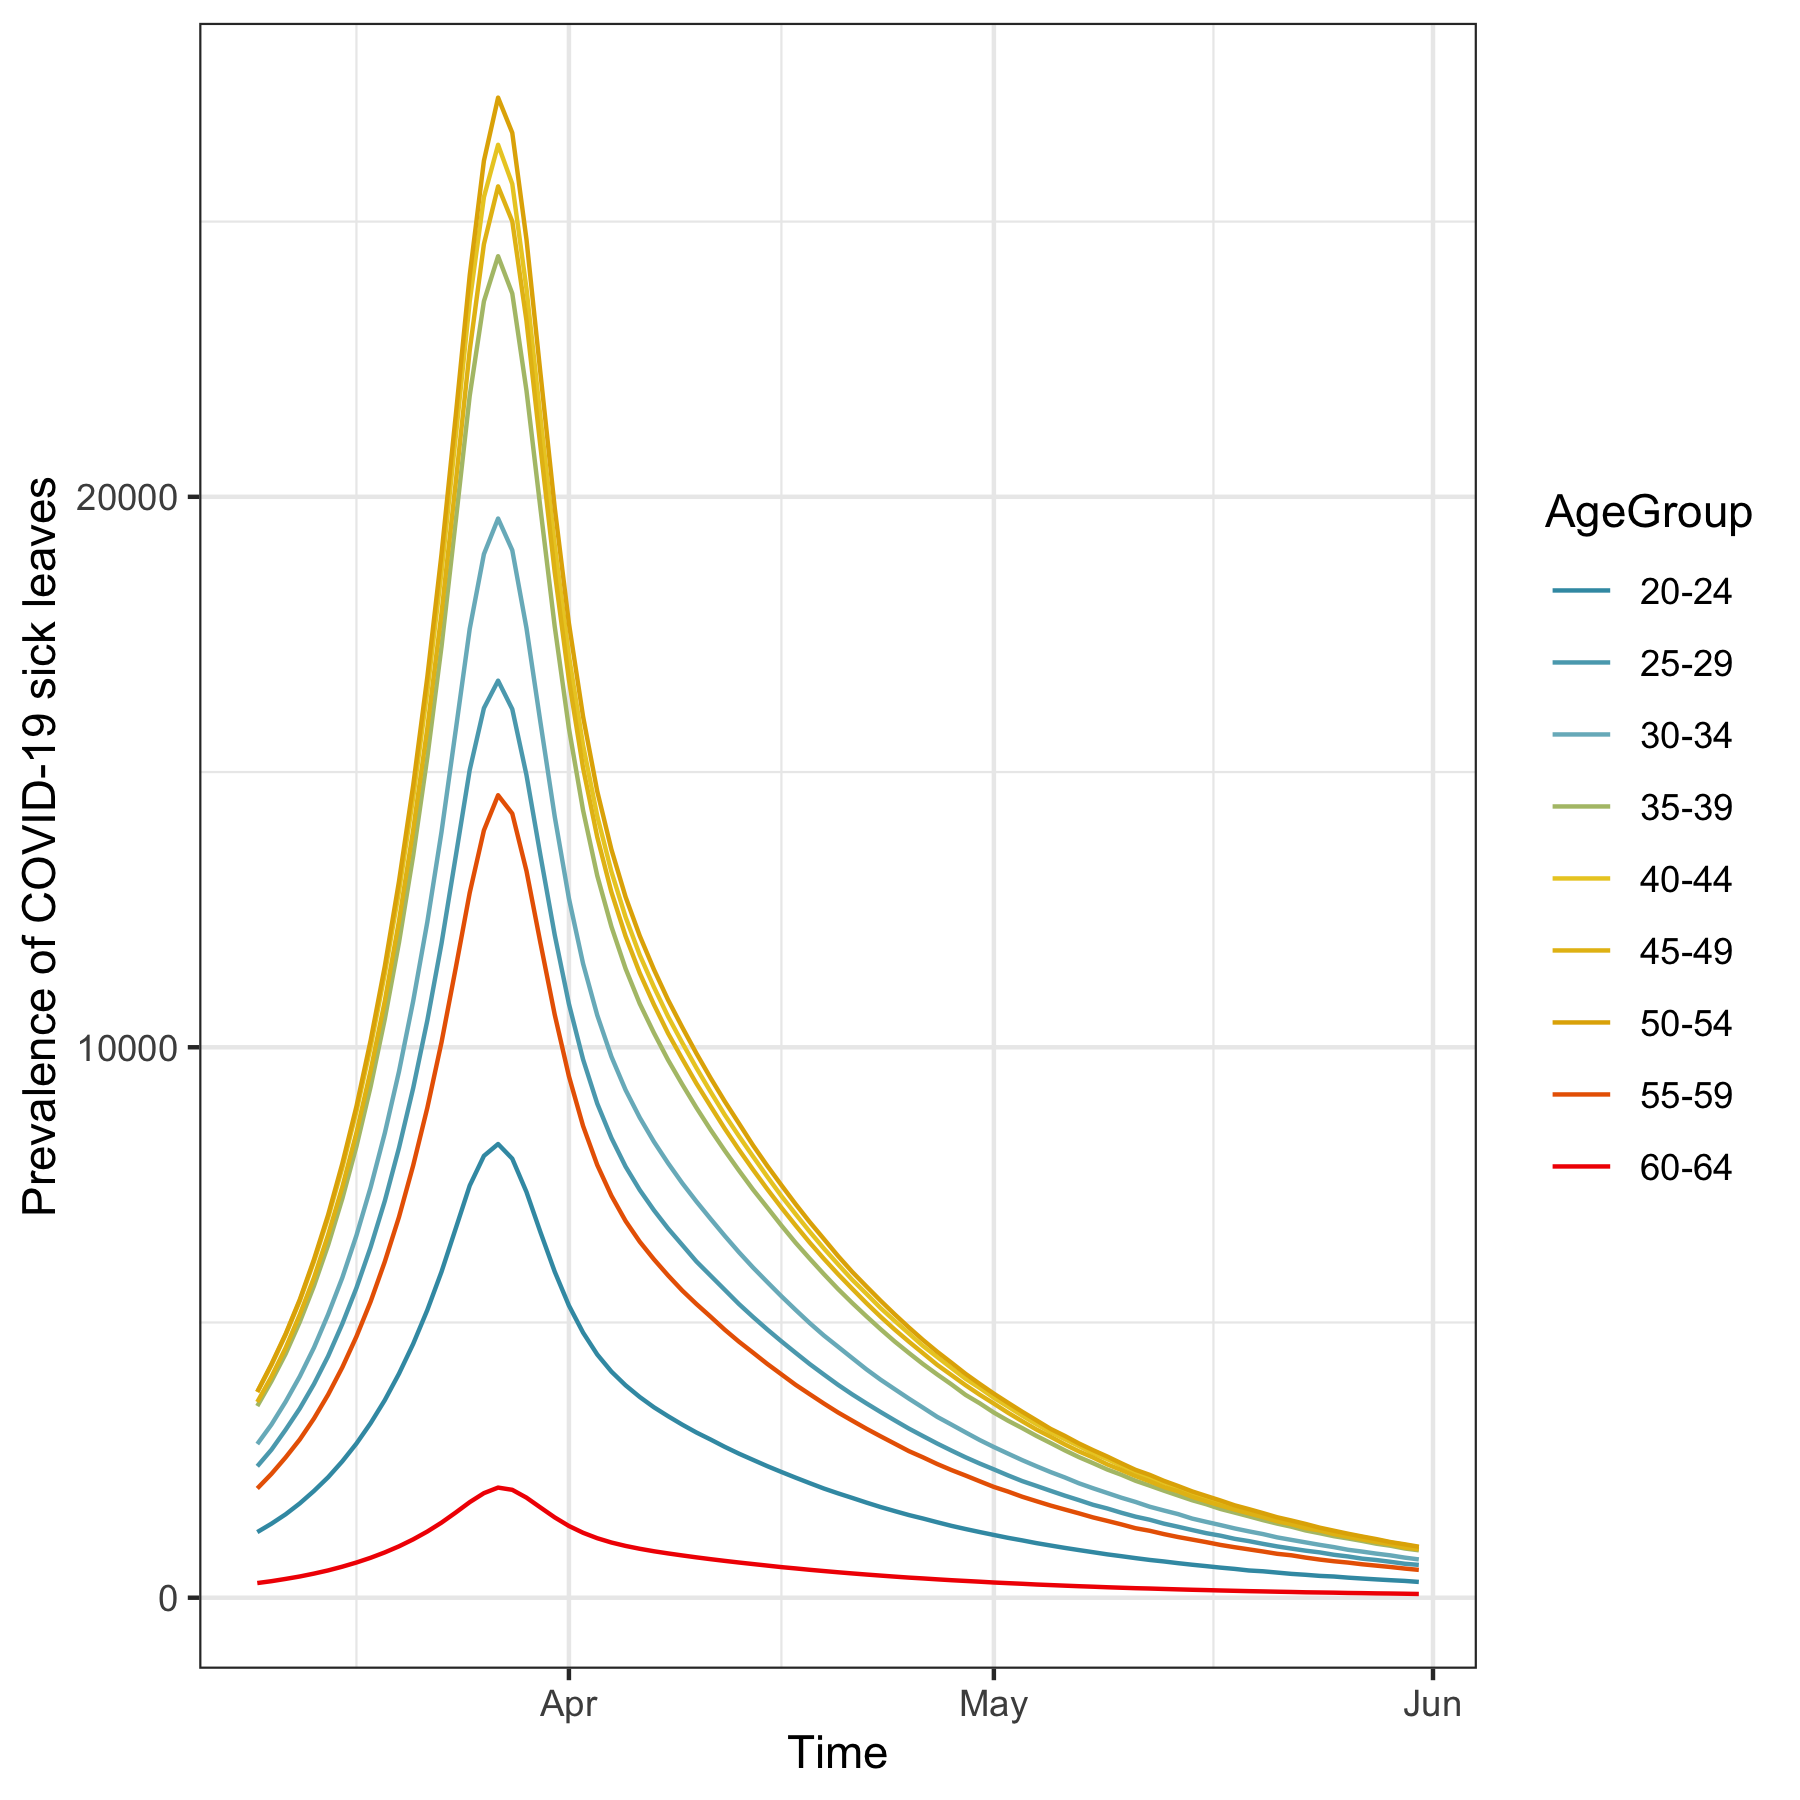 Prevalence of COVID-19 sick leaves
20000
10000
0
Apr
May
Jun
Time
AgeGroup
20-24
25-29
30-34
35-39
40-44
45-49
50-54
55-59
60-64